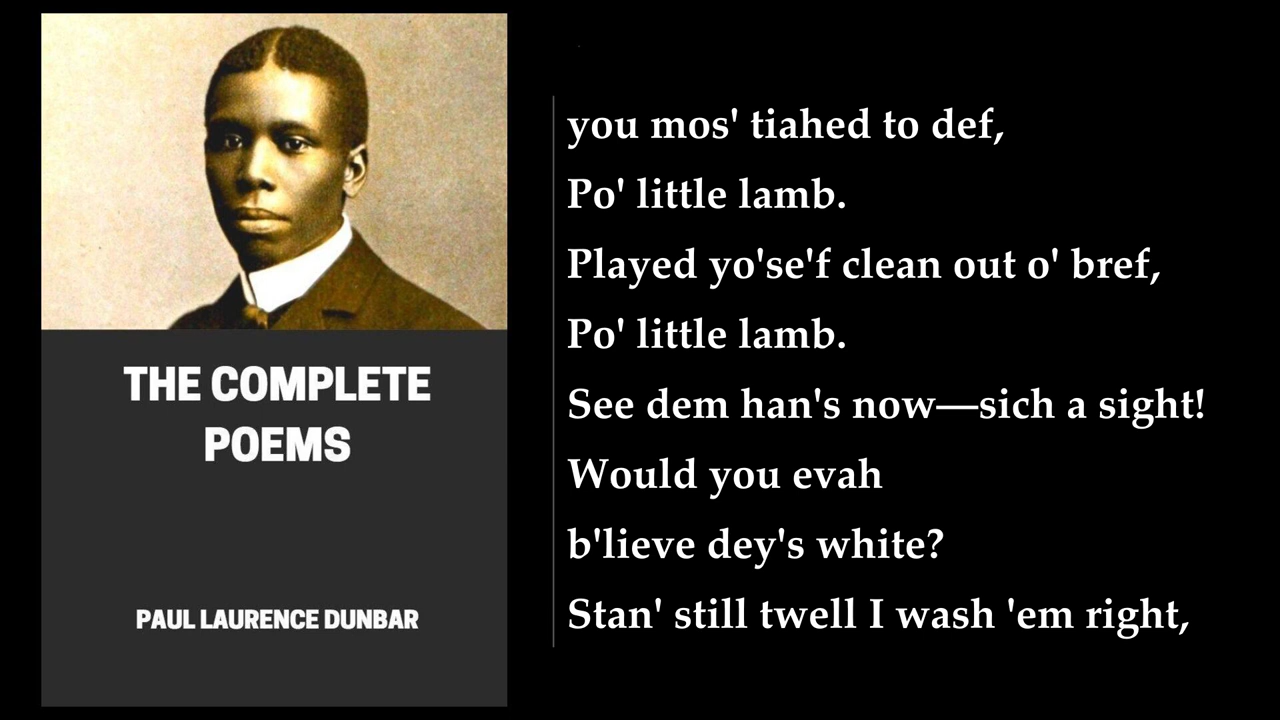 THE COMPLETE
POEMS
PAUL LAURENCE DUNBAR
you mos' tiahed to def,
Po' little lamb.
Played yo'se'f clean out o' bref,
Po' little lamb.
See dem han's now—sich a sight!
Would you evah
b'lieve dey's white?
Stan' still twell I wash 'em right,